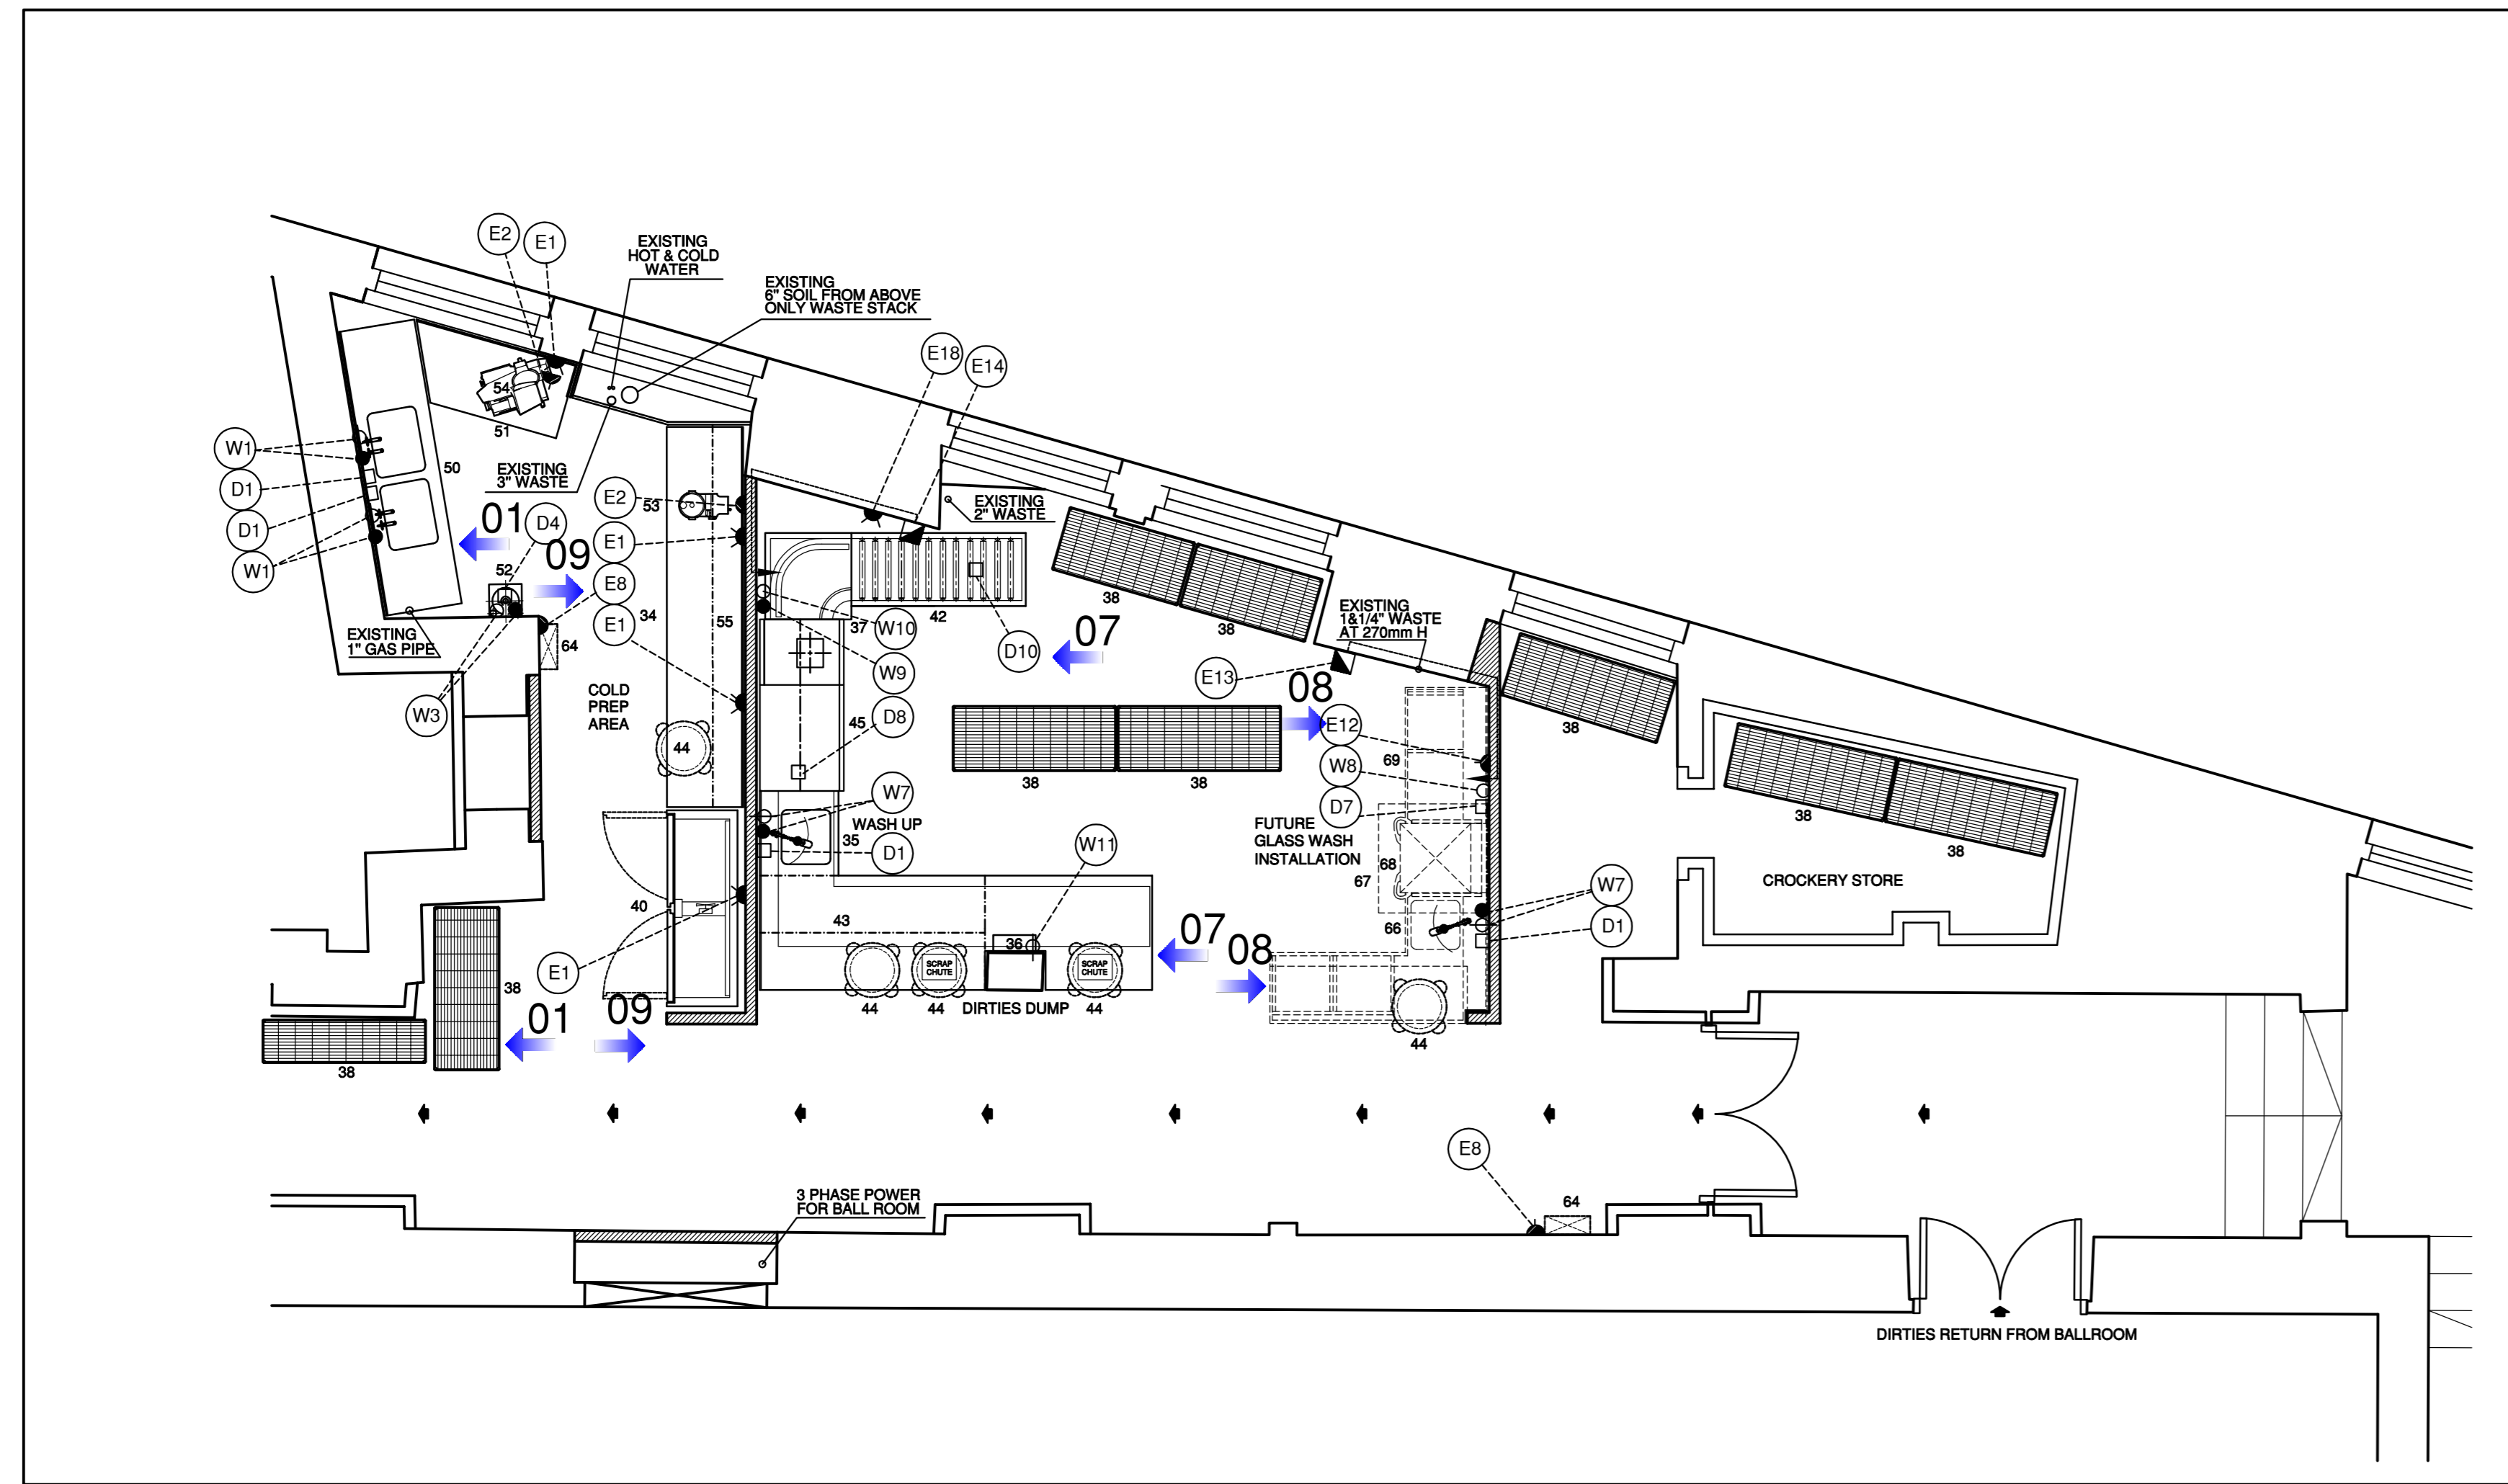 E2
E1
EXISTING
HOT & COLD
WATER
EXISTING
6" SOIL FROM ABOVE
ONLY WASTE STACK
E18
E14
54
51
W1
D1
D1
W1
50
EXISTING
3" WASTE
01
D4
09
52
E2
53
E1
E8
E1
34
55
EXISTING
2" WASTE
EXISTING
1" GAS PIPE
64
W3
COLD
PREP
AREA
44
37
W10
42
W9
D10
07
45
D8
38
38
EXISTING
1&1/4" WASTE
AT 270mm H
E13
08
E12
38
38
38
69
W8
D7
W7
WASH UP
35
D1
W11
FUTURE
GLASS WASH
INSTALLATION
68
67
66
W7
D1
38
38
CROCKERY STORE
40
43
36
E1
SCRAP
CHUTE
SCRAP
CHUTE
44
44
DIRTIES DUMP
44
07
08
44
38
38
01
09
E8
64
3 PHASE POWER
FOR BALL ROOM
DIRTIES RETURN FROM BALLROOM